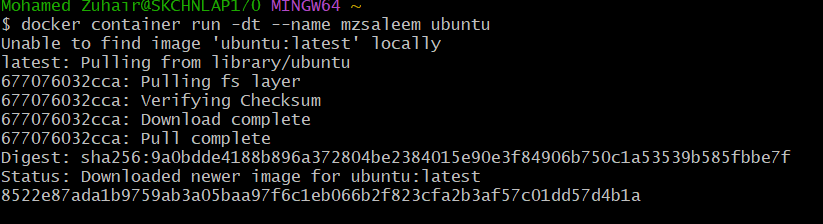 Mohamed Zuhair@SKCHNLAP170 MINGW64 ~
$ docker container run -dt --name mzsaleem ubuntu
Unable to find image 'ubuntu:latest' locally
latest: Pulling from library/ubuntu
677076032cca: Pulling fs layer
677076032cca: Verifying Checksum
677076032cca: Download complete
677076032cca: Pull complete
Digest: sha256:9a0bdde4188b896a372804be2384015e90e3f84906b750c1a53539b585fbbe7f
Status: Downloaded newer image for ubuntu:latest
8522e87ada1b9759ab3a05baa97f6c1eb066b2f823cfa2b3af57c01dd57d4b1a